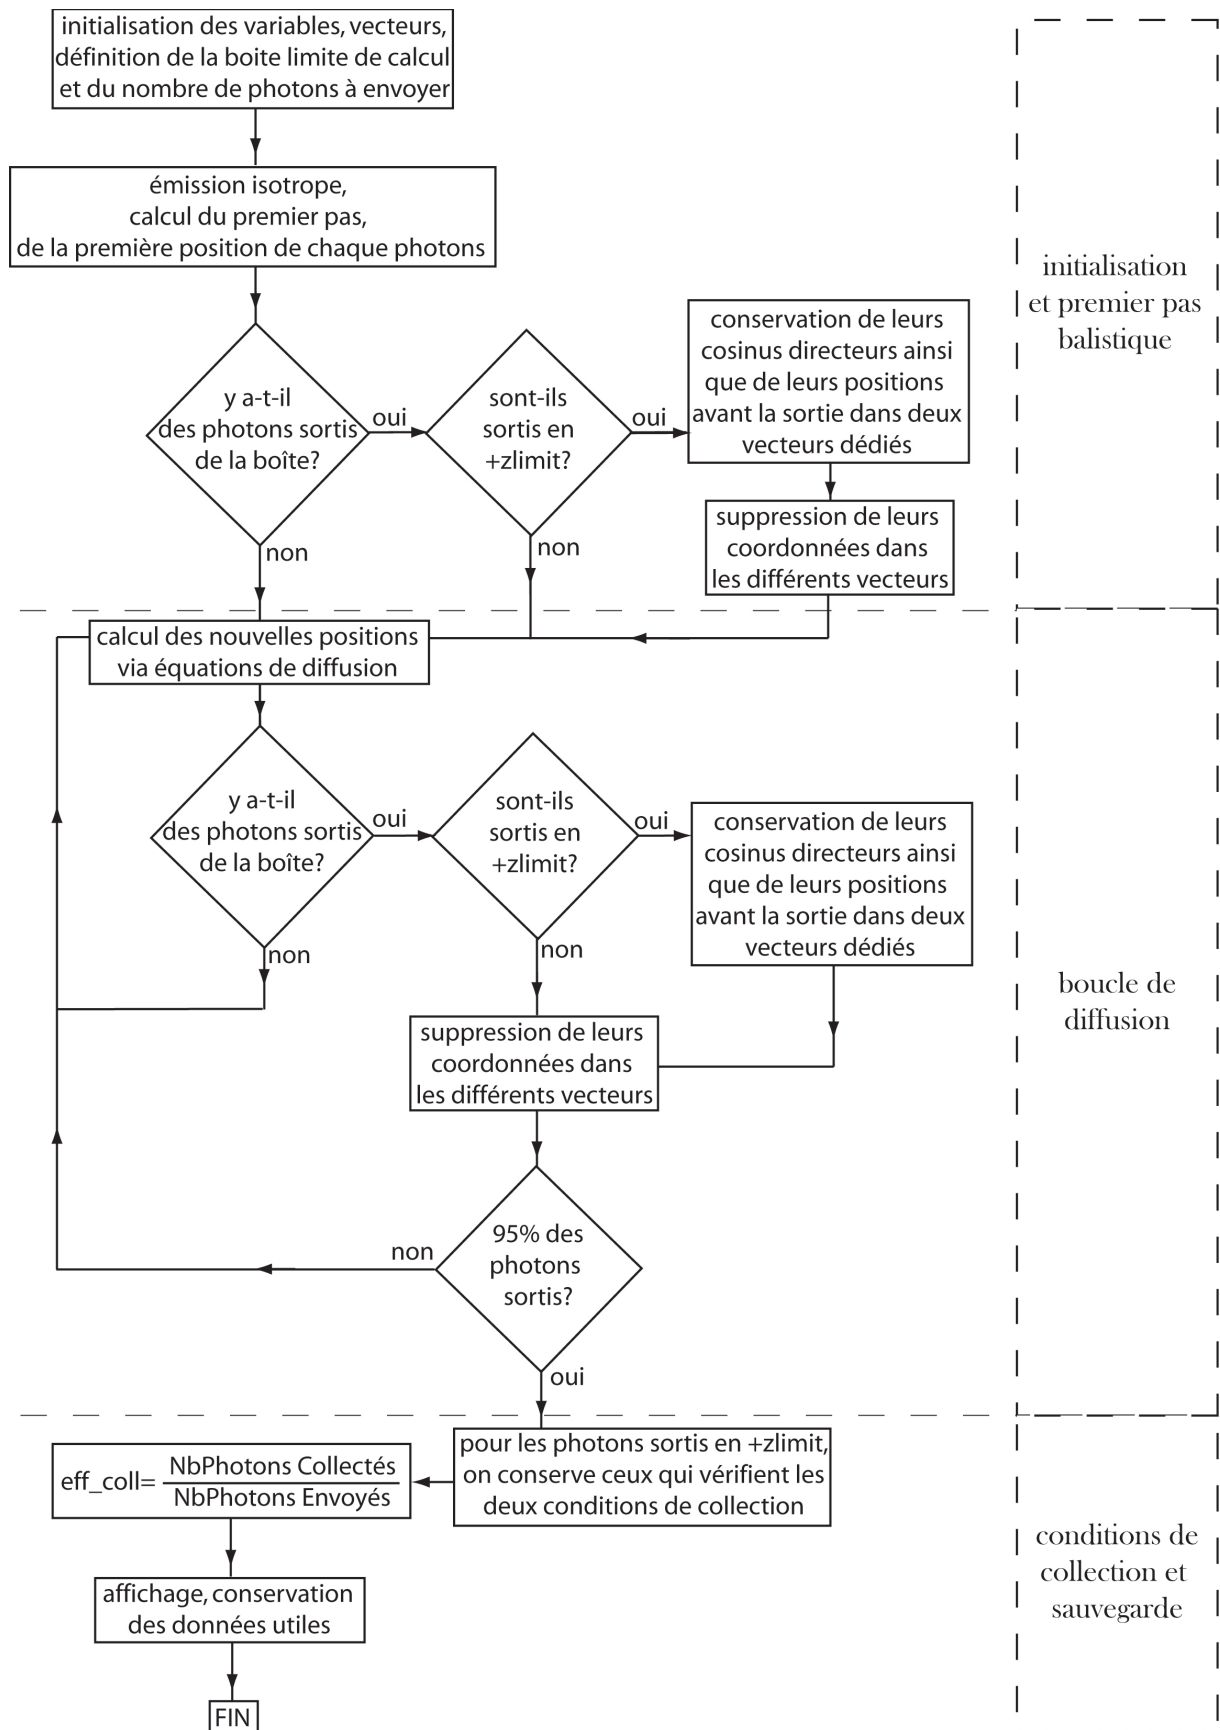 initialisation des variables, vecteurs,
définition de la boite limite de calcul
et du nombre de photons à envoyer
émission isotrope,
calcul du premier pas,
de la première position de chaque photons
initialisation
et premier pas
balistique
y a-t-il
des photons sortis
de la boîte?
oui
sont-ils
sortis en
+zlimit?
oui
conservation de leurs
cosinus directeurs ainsi
que de leurs positions
avant la sortie dans deux
vecteurs dédiés
suppression de leurs
coordonnées dans
les différents vecteurs
non
non
calcul des nouvelles positions
via équations de diffusion
y a-t-il
des photons sortis
de la boîte?
oui
sont-ils
sortis en
+zlimit?
oui
conservation de leurs
cosinus directeurs ainsi
que de leurs positions
avant la sortie dans deux
vecteurs dédiés
non
non
boucle de
diffusion
suppression de leurs
coordonnées dans
les différents vecteurs
95% des
photons
sortis?
non
oui
pour les photons sortis en +zlimit,
on conserve ceux qui vérifient les
deux conditions de collection
eff_coll= NbPhotons Collectés
NbPhotons Envoyés
conditions de
collection et
sauvegarde
affichage, conservation
des données utiles
FIN